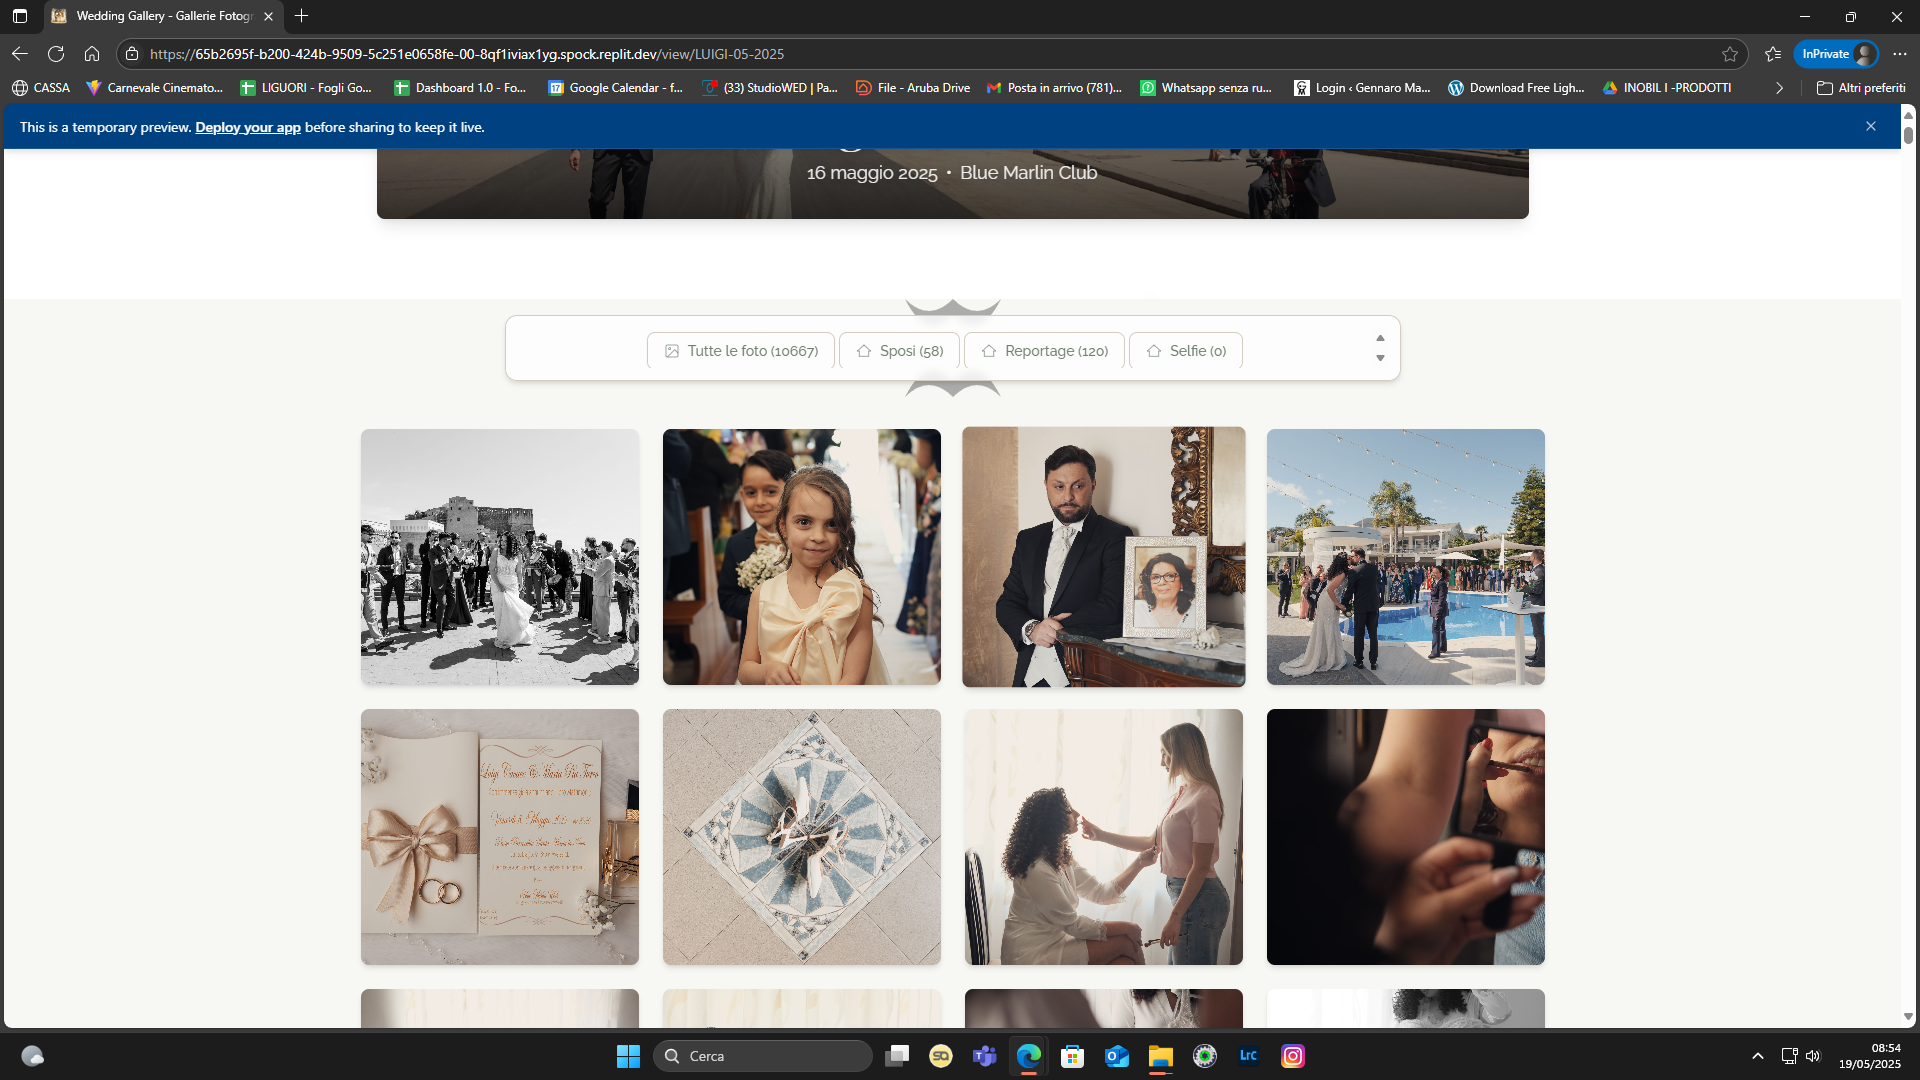 Wedding Gallery - Gallerie Fotogr
https://65b2695f-b200-424b-9509-5c251e0658fe-00-8qf1iviax1yg.spock.replit.dev/view/LUIGI-05-2025
InPrivate
CASSA
Carnevale Cinemato...
LIGUORI - Fogli Go...
Dashboard 1.0 - Fo...
Google Calendar - f...
(33) StudioWED | Pa...
File - Aruba Drive
Posta in arrivo (781)...
Whatsapp senza ru...
Login ‹ Gennaro Ma...
Download Free Ligh...
INOBIL I -PRODOTTI
Altri preferiti
This is a temporary preview. Deploy your app before sharing to keep it live.
16 maggio 2025 • Blue Marlin Club
Tutte le foto (10667)
Sposi (58)
Reportage (120)
Selfie (0)
Cerca
Lrc
08:54
19/05/2025